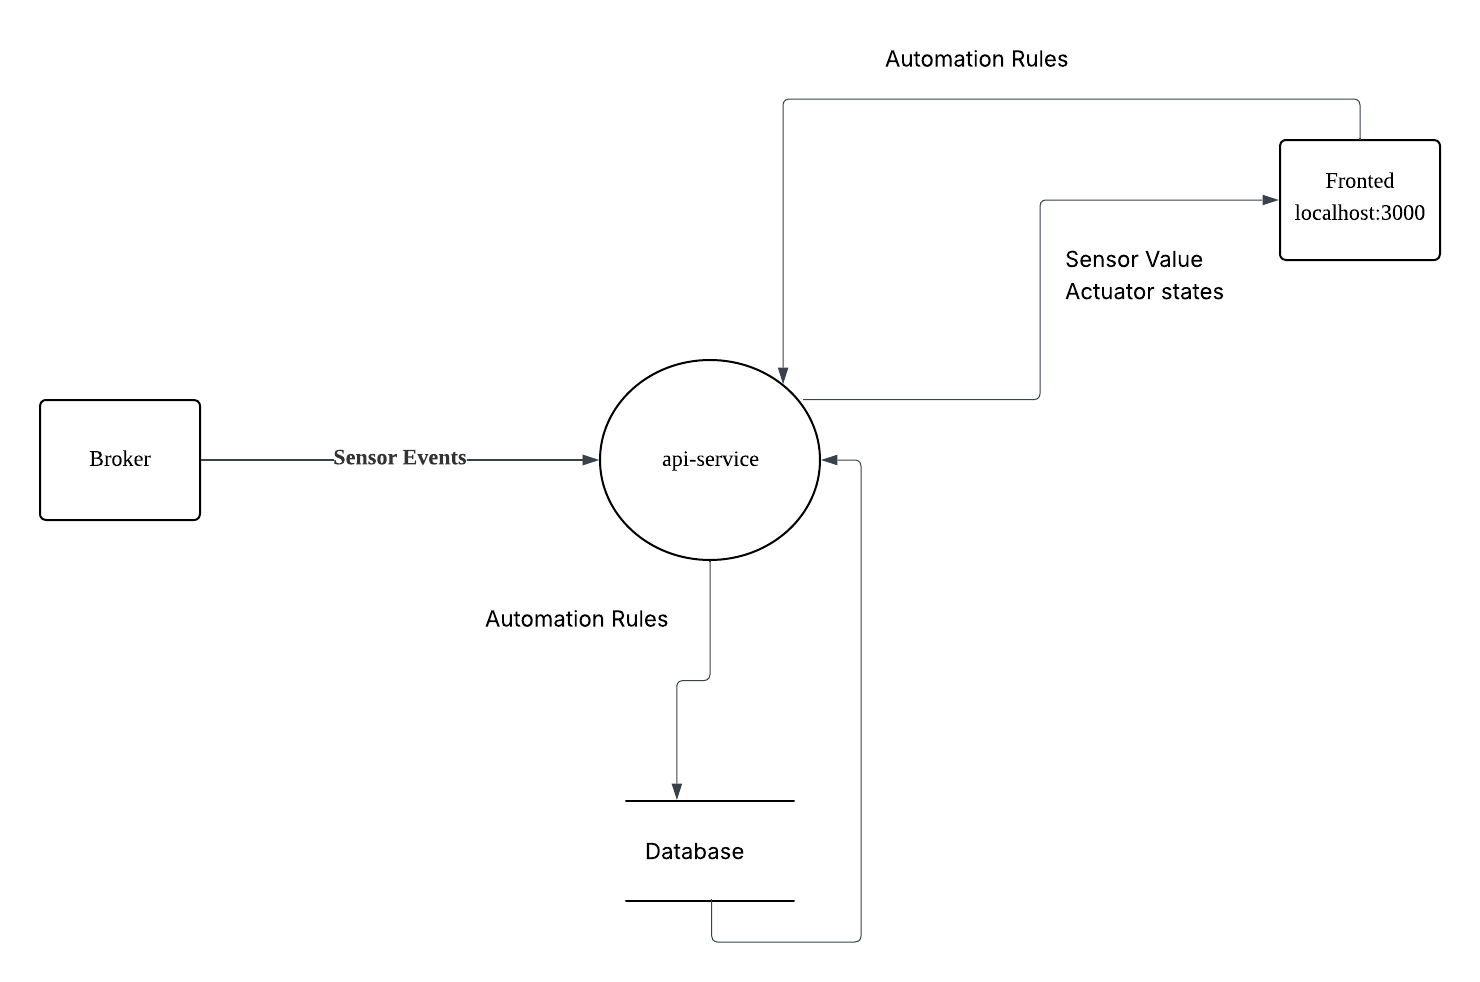 Automation Rules
Fronted
localhost:3000
Sensor Value
Actuator states
Broker
Sensor Events
api-service
Automation Rules
Database